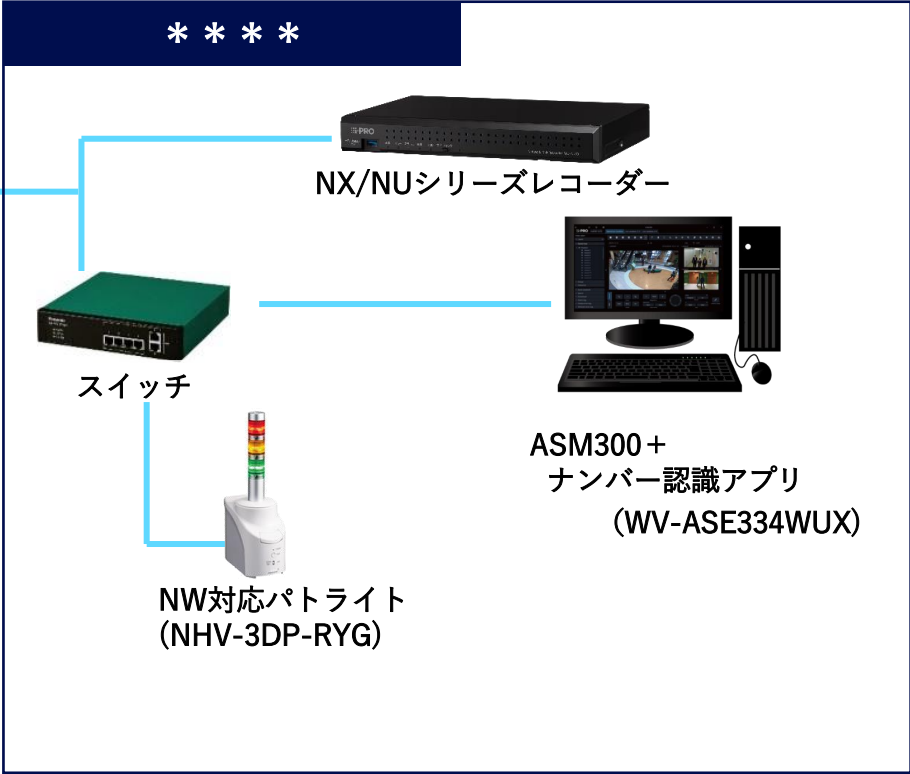 ＊＊＊＊
i-PRO
NX/NUシリーズレコーダー
Panasonic
スイッチ
ASM300＋
ナンバー認識アプリ
(WV-ASE334WUX)
NW対応パトライト
(NHV-3DP-RYG)